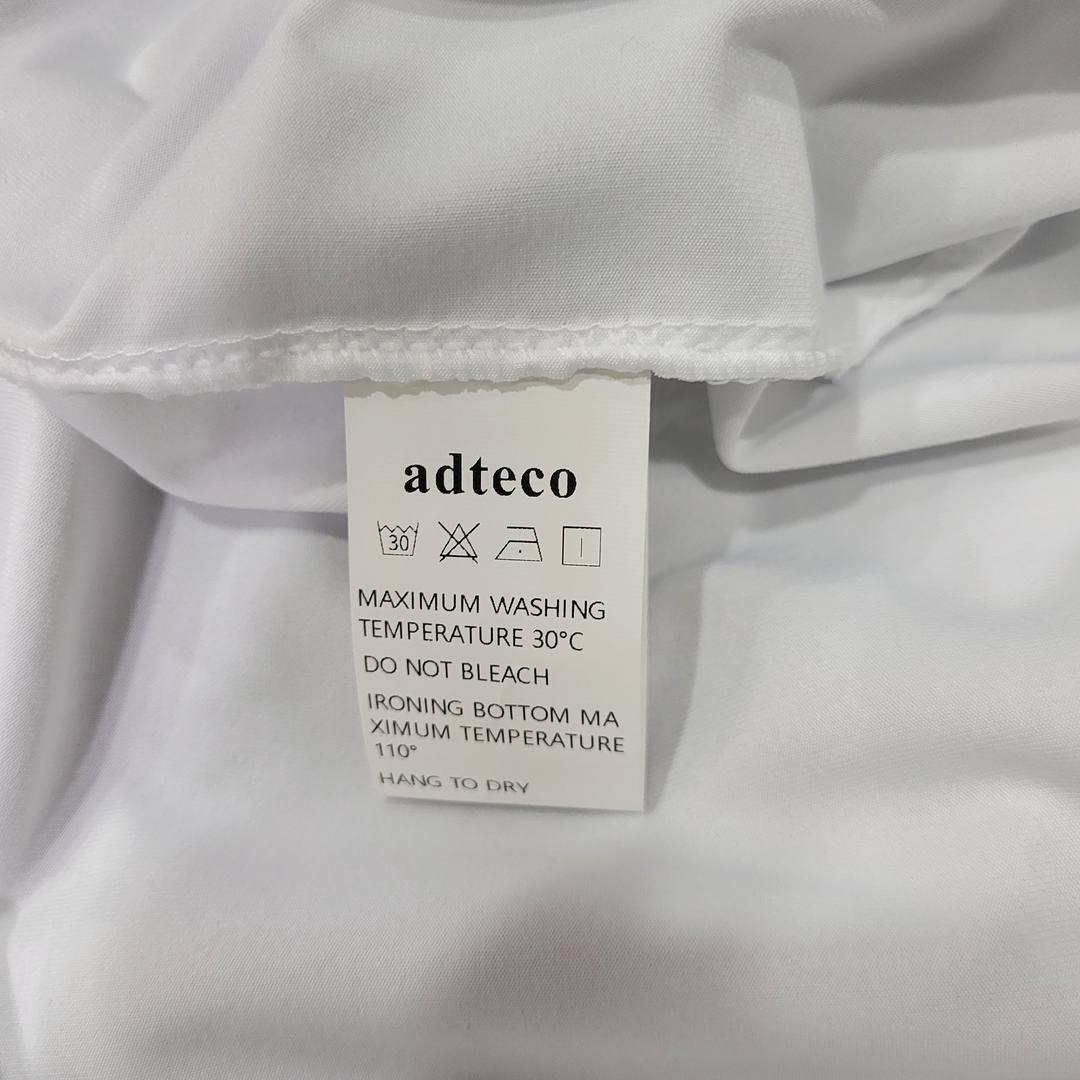 adteco
30
MAXIMUM WASHING
TEMPERATURE 30°C
DO NOT BLEACH
IRONING BOTTOM MA
XIMUM TEMPERATURE
110°
HANG TO DRY